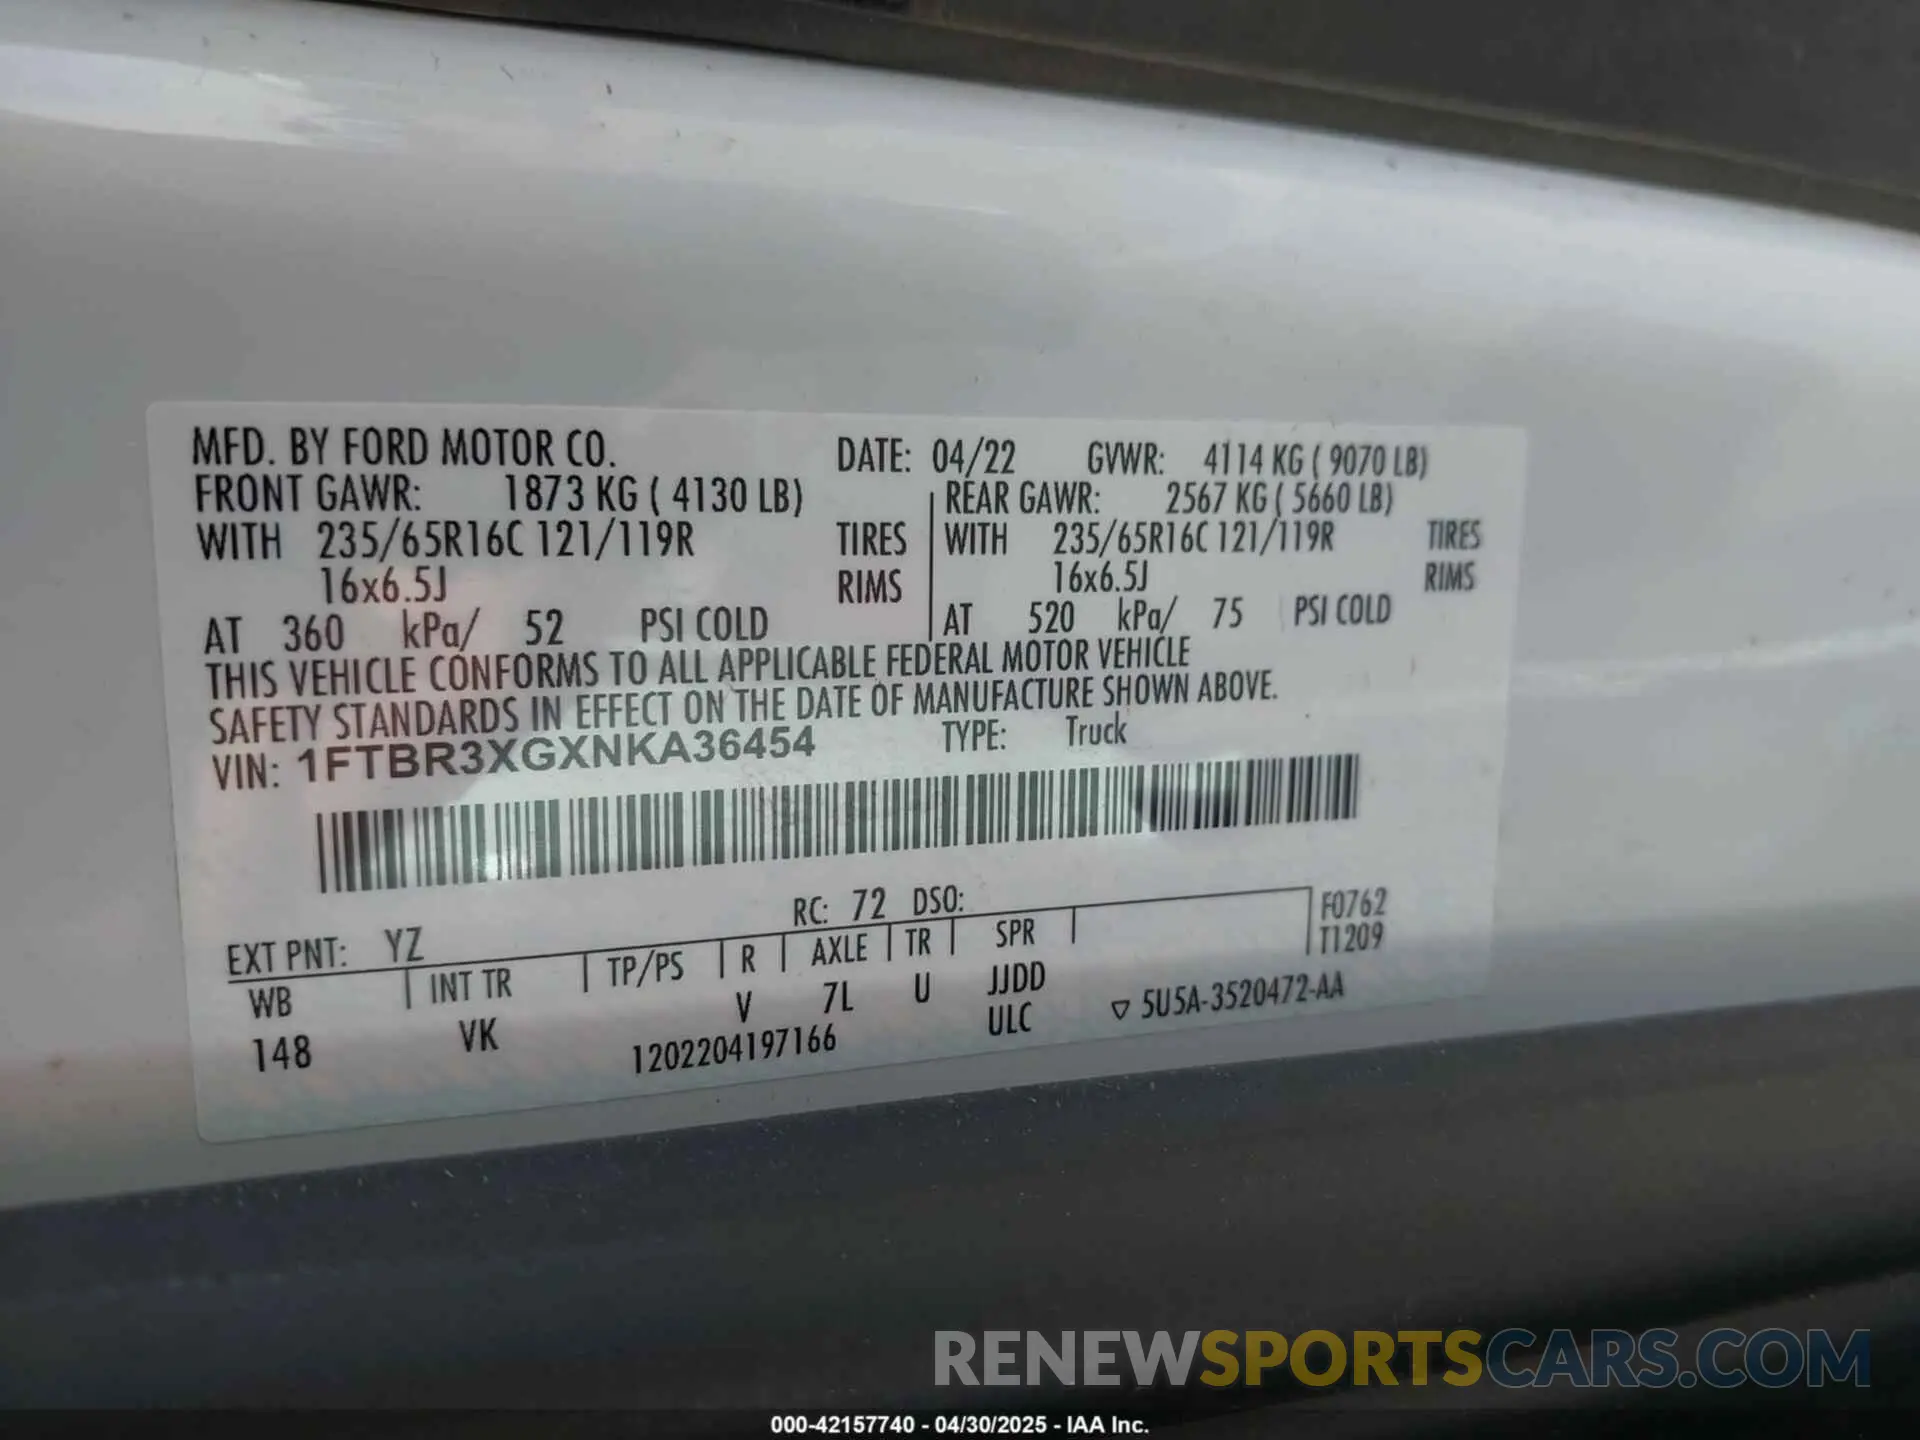 MFD. BY FORD MOTOR CO. DATE: 04/22 GVWR: 4114 KG ( 9070 LB)
FRONT GAWR: 1873 KG ( 4130 LB) REAR GAWR: 2567 KG ( 5660 LB)
WITH 235/65R16C 121/119R TIRES WITH 235/65R16C 121/119R TIRES
16x6.5J RIMS 16x6.5J RIMS
AT 360 kPa/ 52 PSI COLD AT 520 kPa/ 75 PSI COLD
THIS VEHICLE CONFORMS TO ALL APPLICABLE FEDERAL MOTOR VEHICLE
SAFETY STANDARDS IN EFFECT ON THE DATE OF MANUFACTURE SHOWN ABOVE.
VIN: 1FTBR3XGXNKA36454 TYPE: Truck
EXT PNT: YZ RC: 72 DSO: F0762
WB INT TR TP/PS R AXLE TR SPR T1209
148 VK V 7L U JJDD
1202204197166 ULC ▽ 5U5A-3520472-AA
RENEWSPORTSCARS.COM
000-42157740 - 04/30/2025 - IAA Inc.